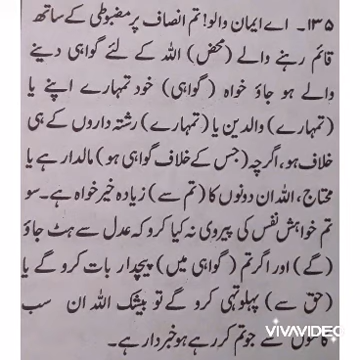 ۱۳۵۔ اے ایمان والو! تم انصاف پر مضبوطی کے ساتھ
قائم رہنے والے (محض) اللہ کے لئے گواہی دینے
والے ہو جاؤ خواہ (گواہی) خود تمہارے اپنے یا
(تمہارے) والدین یا (تمہارے) رشتہ داروں کے ہی
خلاف ہو، اگرچہ (جس کے خلاف گواہی ہو) مالدار ہے یا
محتاج، اللہ ان دونوں کا (تم سے) زیادہ خیر خواہ ہے۔ سو
تم خواہش نفس کی پیروی نہ کیا کرو کہ عدل سے ہٹ جاؤ
(گے) اور اگر تم (گواہی میں) پیچدار بات کرو گے یا
(حق سے) پہلوتہی کرو گے تو بیشک اللہ ان سب
سے جو تم کر رہے ہو خبردار ہے۔
VIVAVIDEO